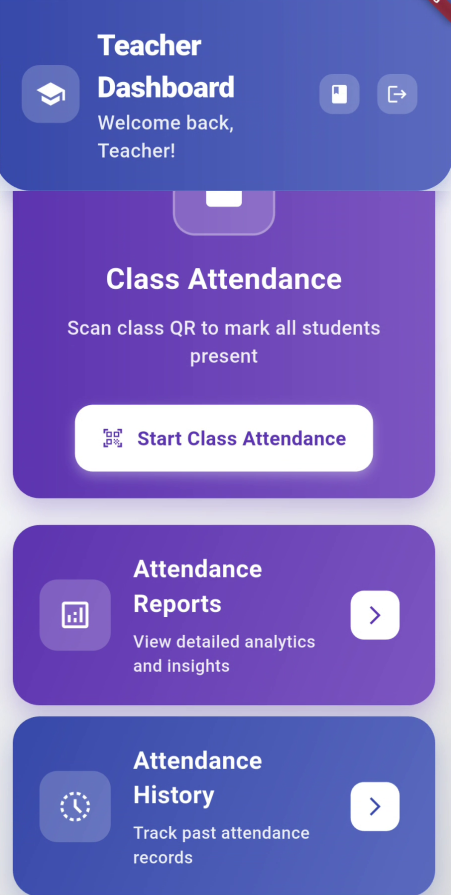 Teacher
Dashboard
Welcome back,
Teacher!
Class Attendance
Scan class QR to mark all students
present
Start Class Attendance
Attendance
Reports
View detailed analytics
and insights
Attendance
History
Track past attendance
records